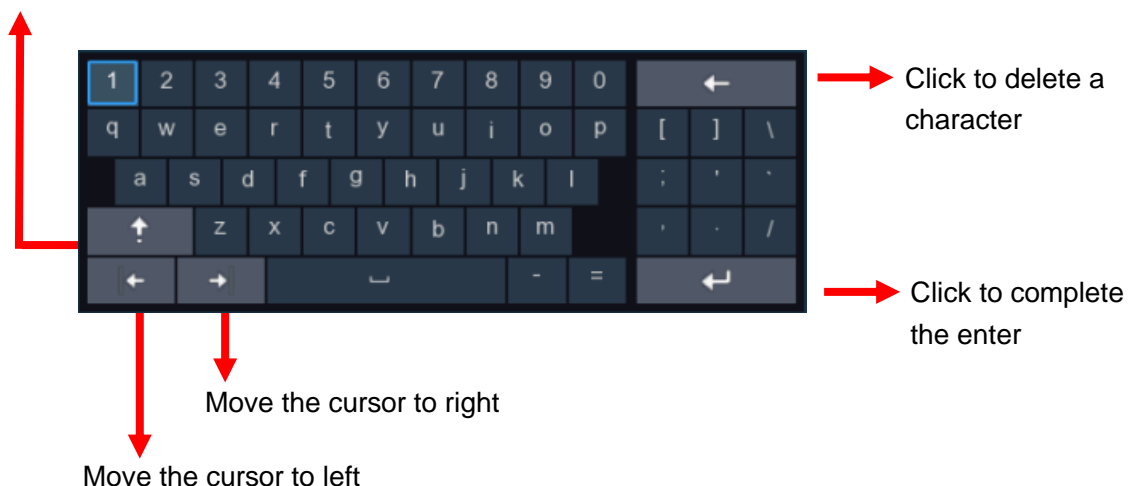 1 2 3 4 5 6 7 8 9 0
Click to delete a
character
q w e r t y u i o p [ ] \
a s d f g h j k l ; ' `
z x c v b n m , . /
- =
Click to complete
the enter
Move the cursor to right
Move the cursor to left